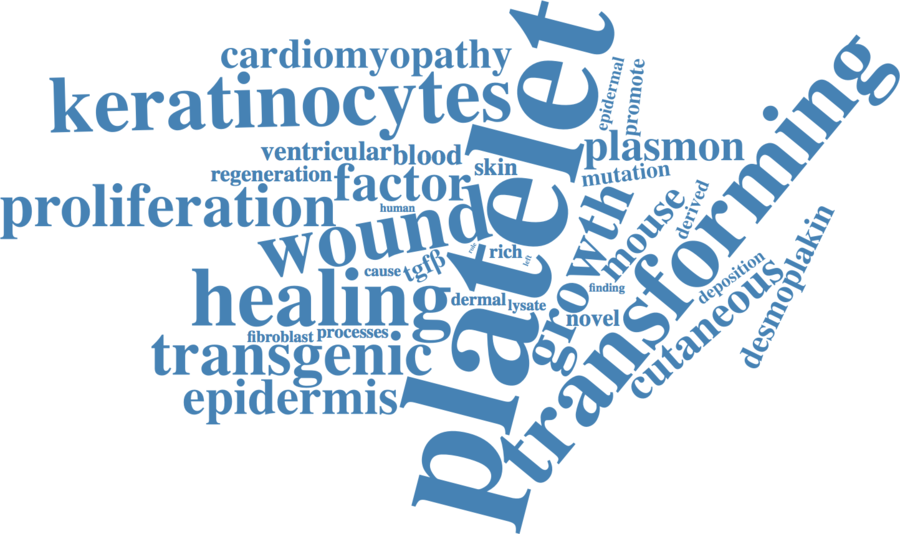 cardiomyopathy
keratinocytes
platelet
epidermal
promote
transforming
ventricular
blood
skin
plasmon
regeneration
factor
mutation
proliferation
human
wound
growth
mouse
derived
role
rich
left
cause
tgfβ
healing
dermal
lysate
finding
deposition
desmoplakin
novel
cutaneous
fibroblast
processes
transgenic
epidermis